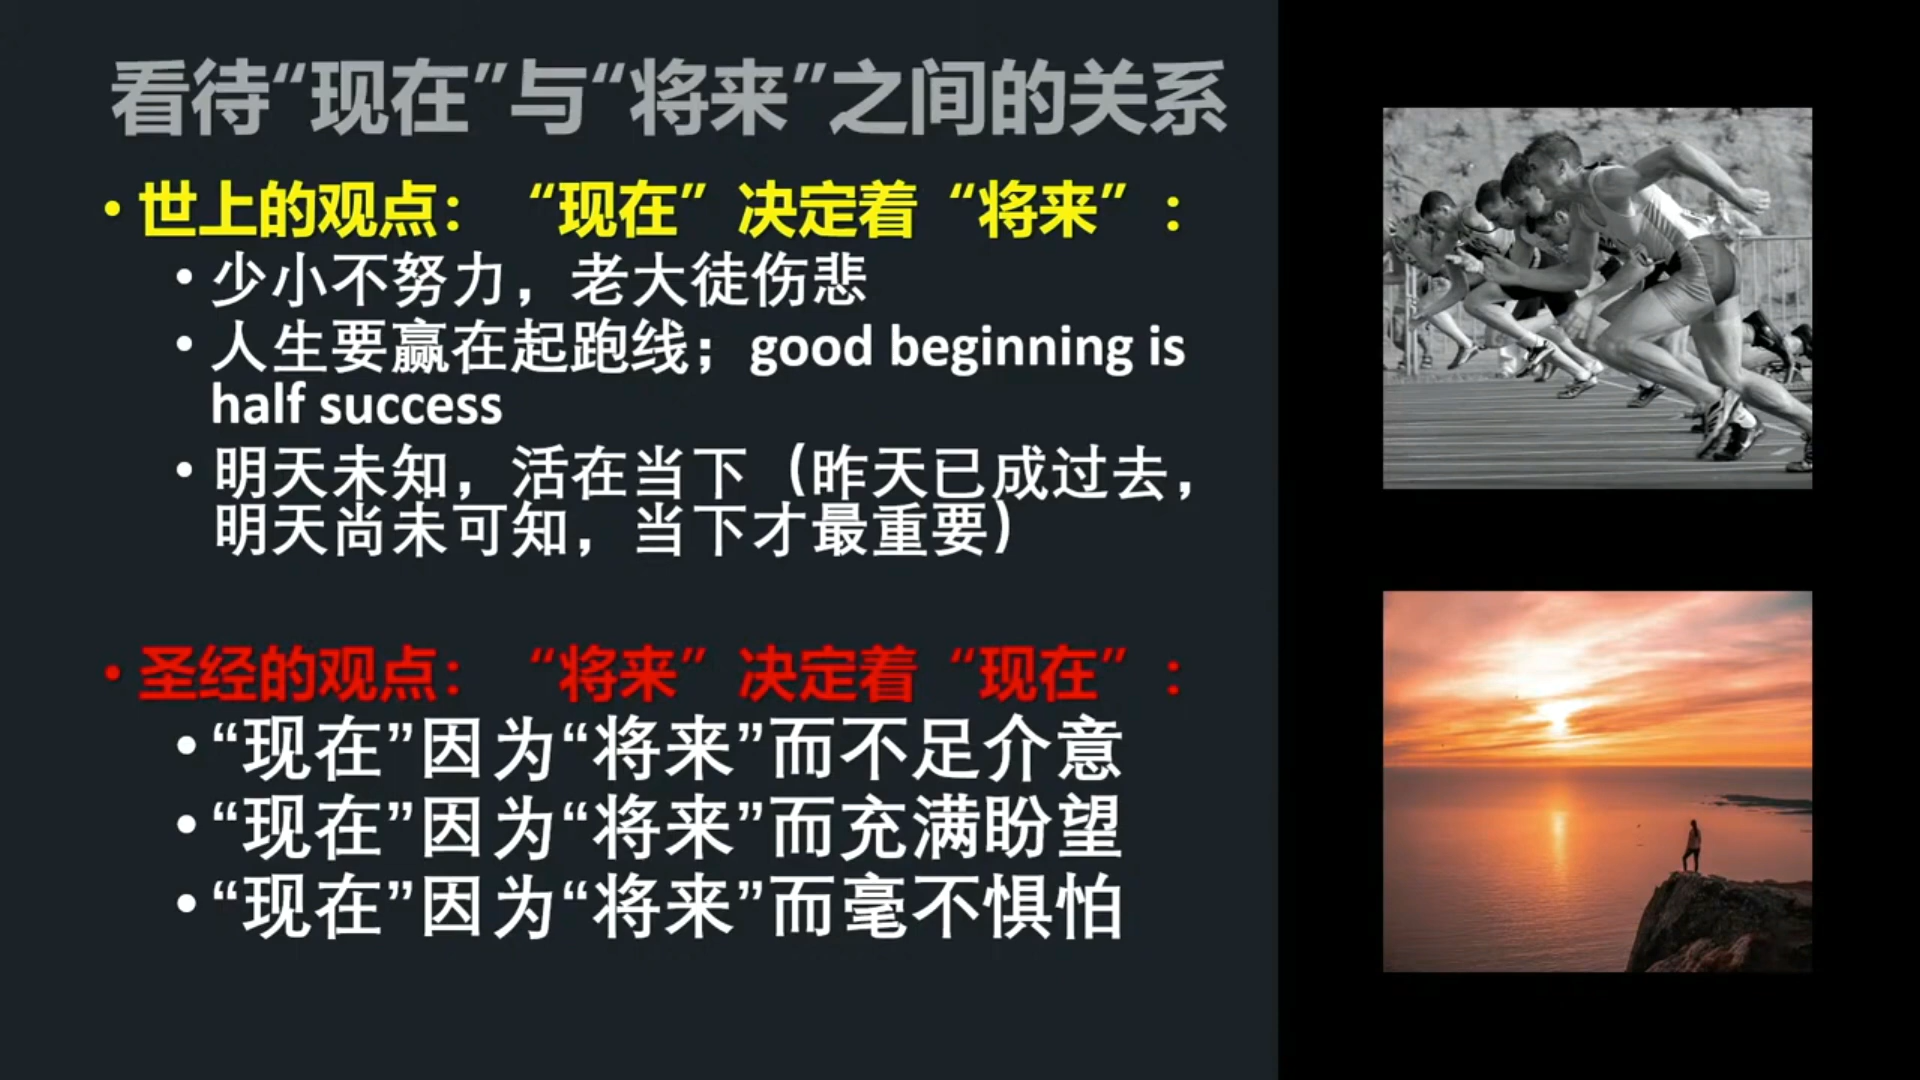 看待“现在”与“将来”之间的关系
• 世上的观点：“现在”决定着“将来”：
• 少小不努力，老大徒伤悲
• 人生要赢在起跑线；good beginning is
half success
• 明天未知，活在当下（昨天已成过去，
明天尚未可知，当下才最重要）
• 圣经的观点：“将来”决定着“现在”：
• “现在”因为“将来”而不足介意
• “现在”因为“将来”而充满盼望
• “现在”因为“将来”而毫不惧怕